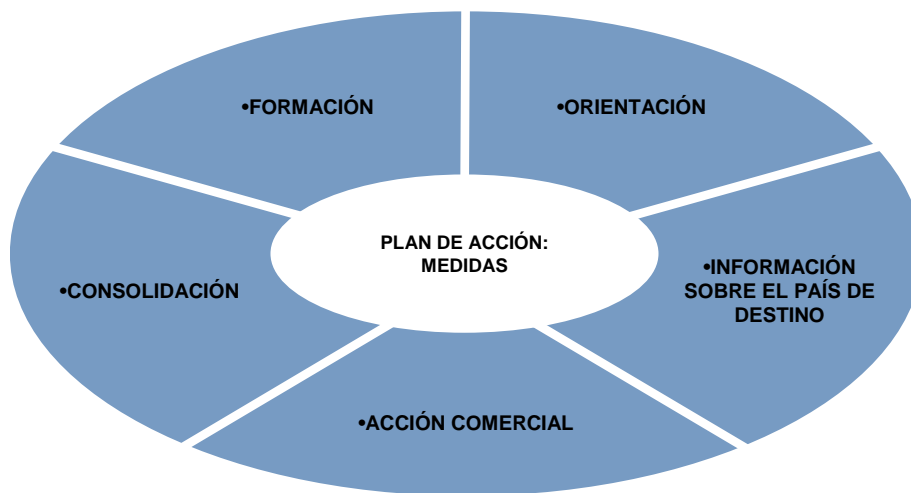 •FORMACIÓN
•ORIENTACIÓN
PLAN DE ACCIÓN:
MEDIDAS
•INFORMACIÓN
SOBRE EL PAÍS DE
DESTINO
•CONSOLIDACIÓN
•ACCIÓN COMERCIAL